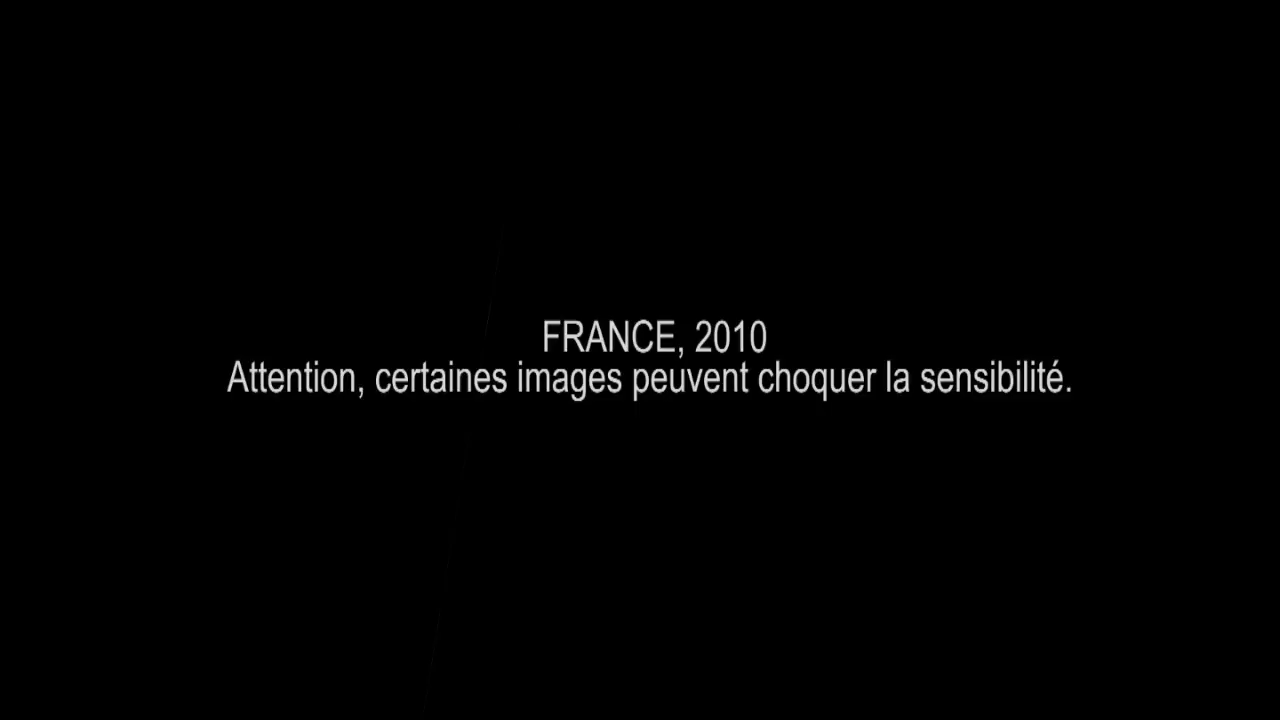 FRANCE, 2010
Attention, certaines images peuvent choquer la sensibilité.